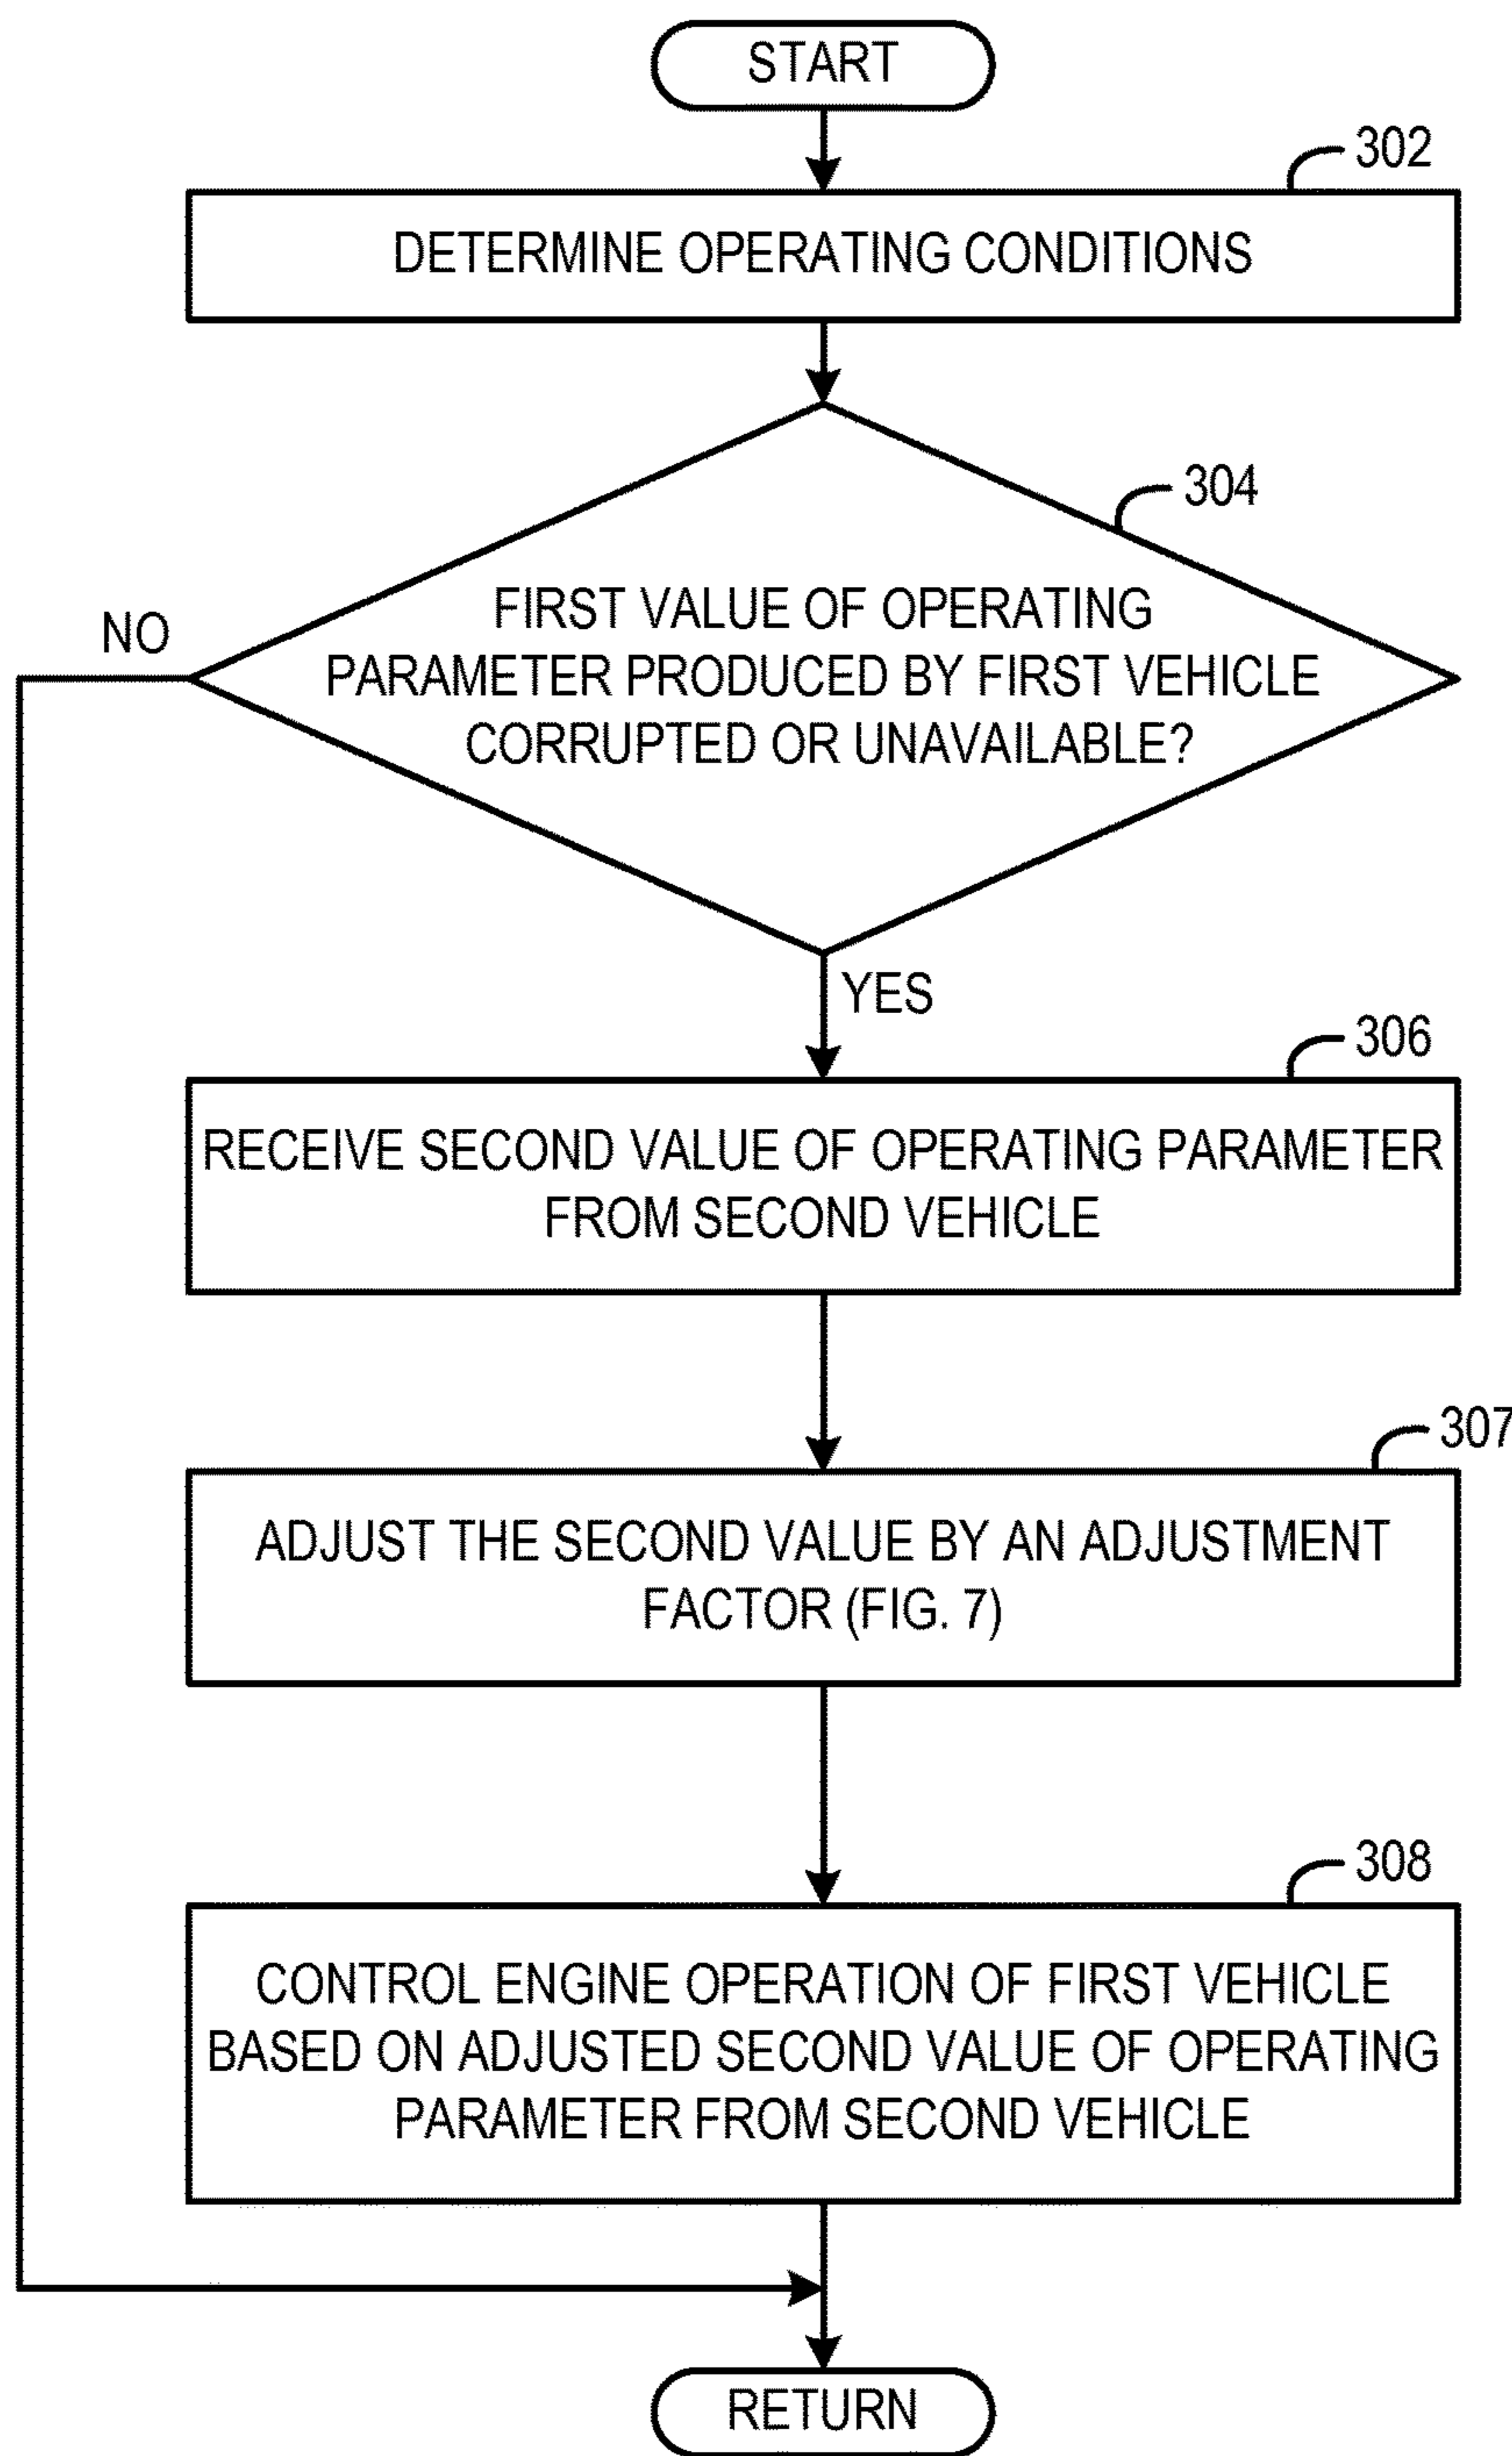 START
302
DETERMINE OPERATING CONDITIONS
304
FIRST VALUE OF OPERATING
PARAMETER PRODUCED BY FIRST VEHICLE
CORRUPTED OR UNAVAILABLE?
NO
YES
306
RECEIVE SECOND VALUE OF OPERATING PARAMETER
FROM SECOND VEHICLE
307
ADJUST THE SECOND VALUE BY AN ADJUSTMENT
FACTOR (FIG. 7)
308
CONTROL ENGINE OPERATION OF FIRST VEHICLE
BASED ON ADJUSTED SECOND VALUE OF OPERATING
PARAMETER FROM SECOND VEHICLE
RETURN